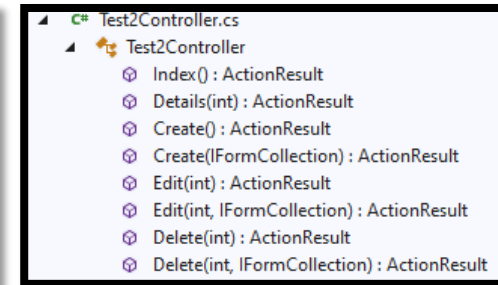 C# Test2Controller.cs
Test2Controller
Index() : ActionResult
Details(int) : ActionResult
Create() : ActionResult
Create(IFormCollection) : ActionResult
Edit(int) : ActionResult
Edit(int, IFormCollection) : ActionResult
Delete(int) : ActionResult
Delete(int, IFormCollection) : ActionResult